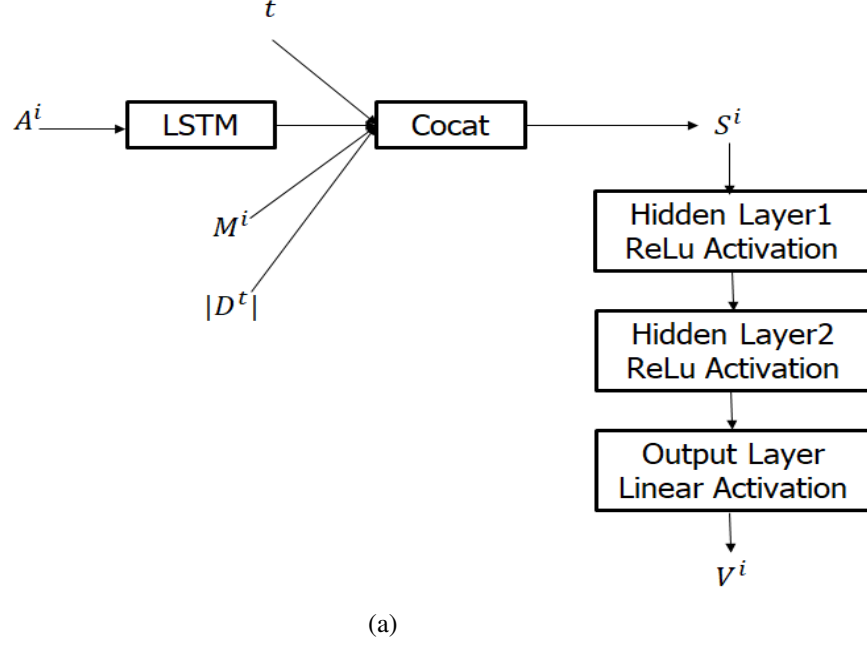 t
A^i
LSTM
Cocat
S^i
M^i
|D^t|
Hidden Layer1
ReLu Activation
Hidden Layer2
ReLu Activation
Output Layer
Linear Activation
V^i
(a)